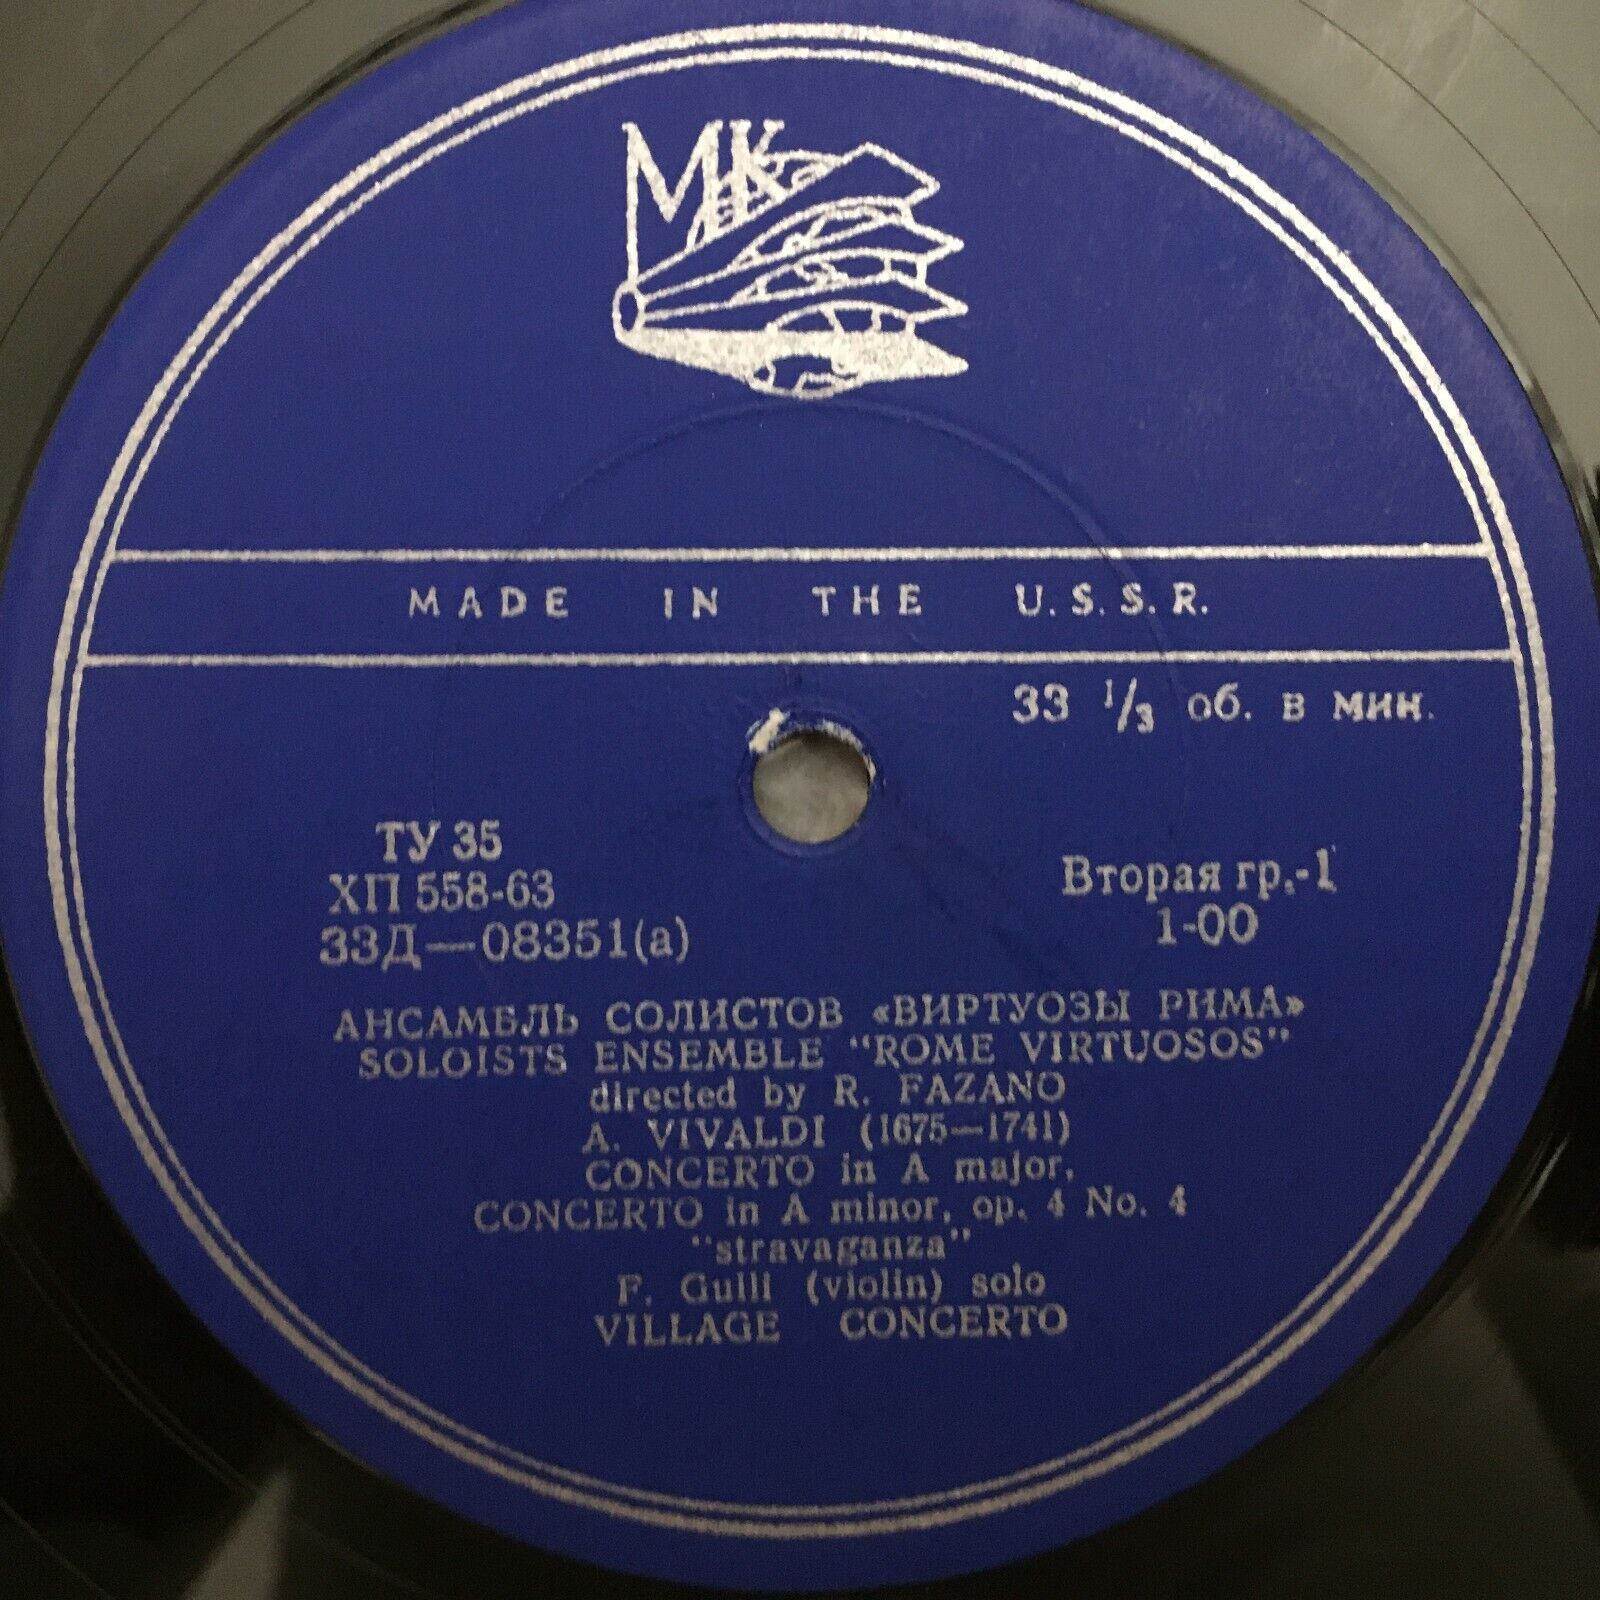 МК
MADE IN THE U.S.S.R.
33 1/3 об. в мин.
ТУ 35
ХП 558-63
33Д—08351(а)
Вторая гр.-1
1-00
АНСАМБЛЬ СОЛИСТОВ «ВИРТУОЗЫ РИМА»
SOLOISTS ENSEMBLE "ROME VIRTUOSOS"
directed by R. FAZANO
A. VIVALDI (1675—1741)
CONCERTO in A major,
CONCERTO in A minor, op. 4 No. 4
"stravaganza"
F. Gulli (violin) solo
VILLAGE CONCERTO